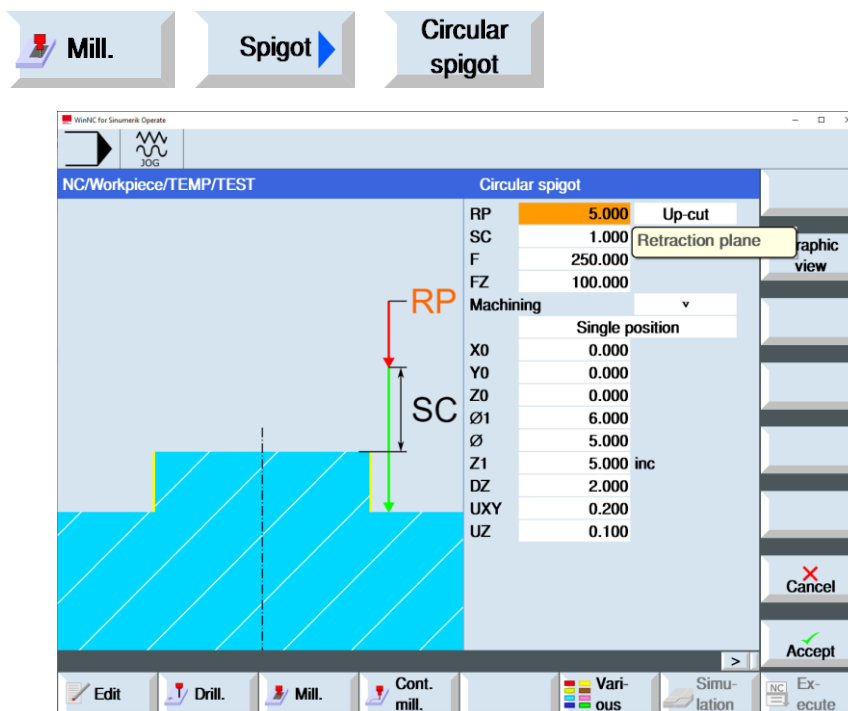 Mill.
Spigot
Circular
spigot
WinNC for Sinumerik Operate
JOG
NC/Workpiece/TEMP/TEST
Circular spigot
RP 5.000 Up-cut
SC 1.000 Retraction plane
F 250.000
raphic
view
FZ 100.000
RP
Machining
Single position
X0 0.000
Y0 0.000
Z0 0.000
SC
Ø1 6.000
Ø 5.000
Z1 5.000 inc
DZ 2.000
UXY 0.200
UZ 0.100
Cancel
Accept
>
Edit
Drill.
Mill.
Cont.
mill.
Vari-
ous
Simu-
lation
NC
Ex-
ecute